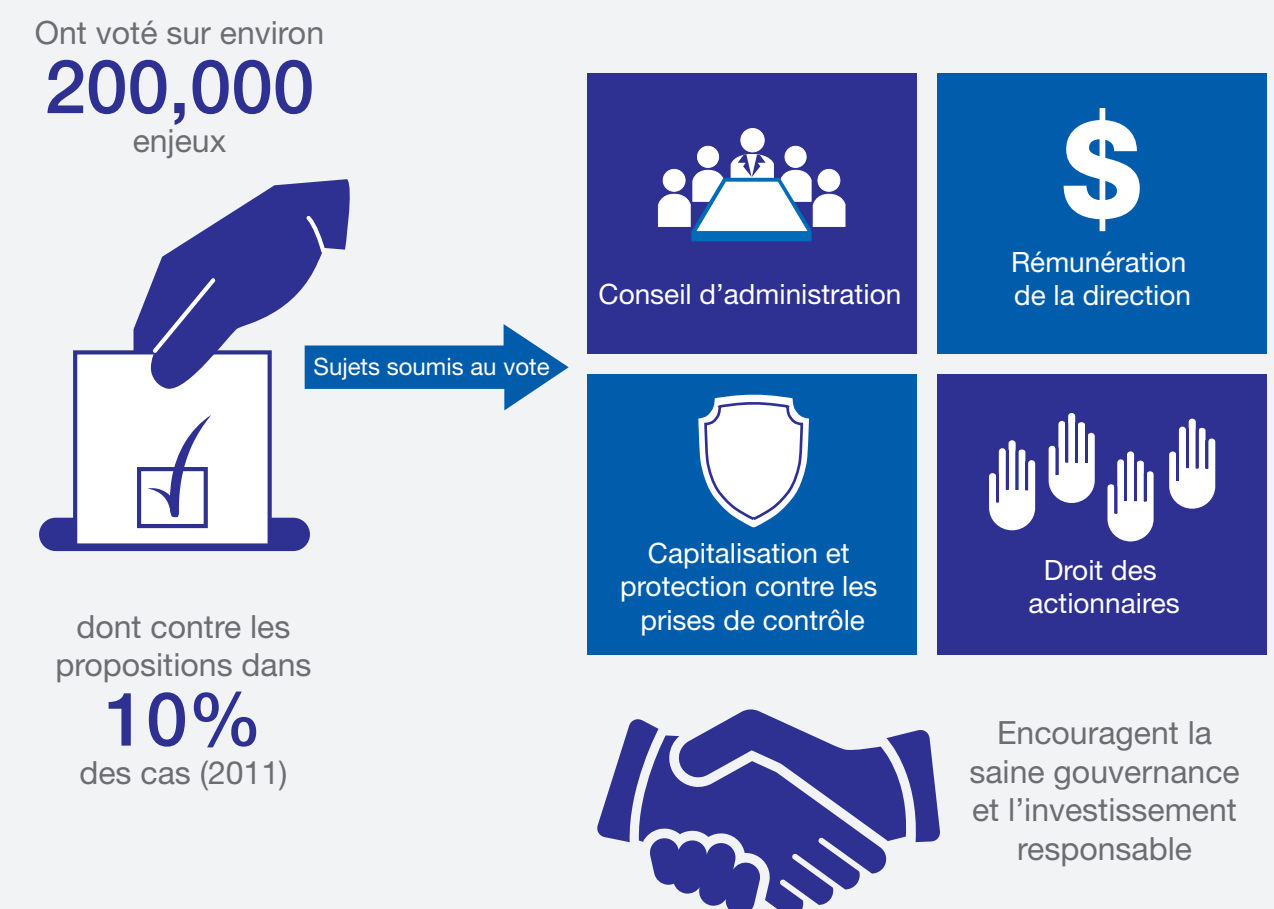 Ont voté sur environ
200,000
enjeux
dont contre les
propositions dans
10%
des cas (2011)
Sujets soumis au vote
Conseil d'administration
Rémunération
de la direction
Capitalisation et
protection contre les
prises de contrôle
Droit des
actionnaires
Encouragent la
saine gouvernance
et l'investissement
responsable